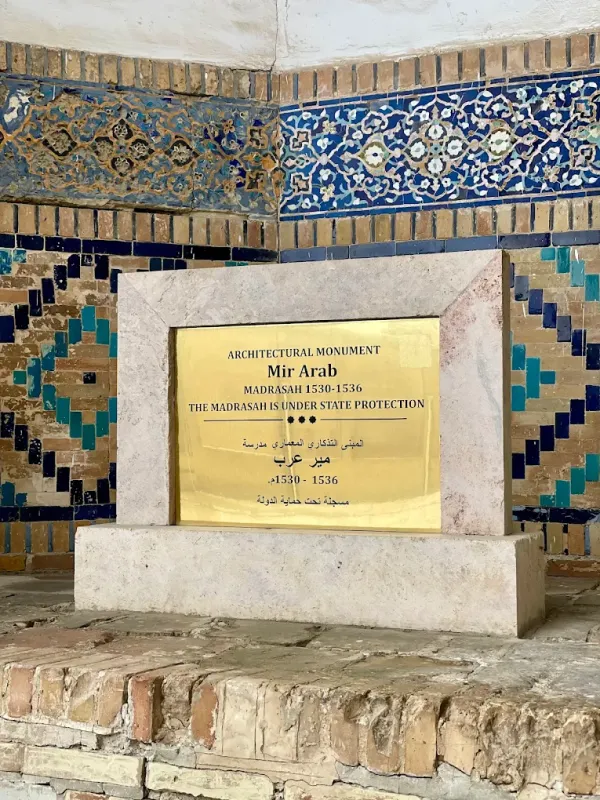 ARCHITECTURAL MONUMENT
Mir Arab
MADRASAH 1530-1536
THE MADRASAH IS UNDER STATE PROTECTION
المبنى التذكاري المعماري مدرسة
مير عرب
1530 - 1536م.
مسجلة تحت حماية الدولة